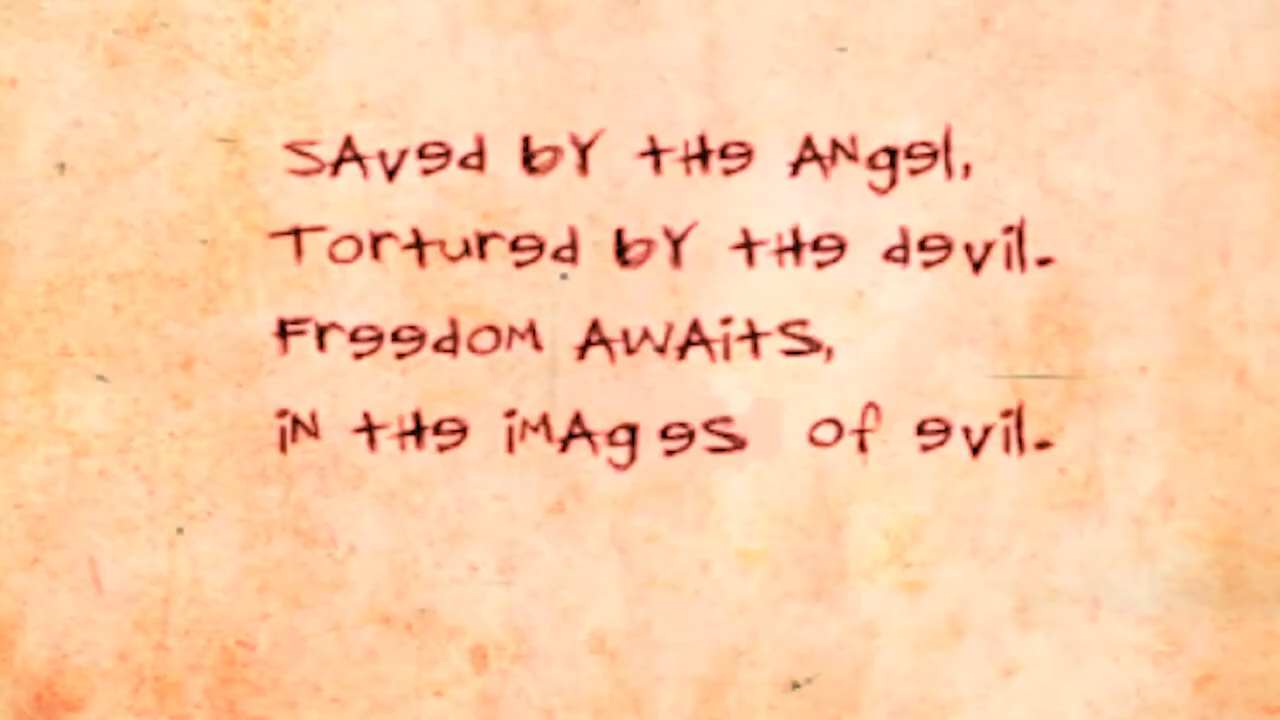 SAved bY tHe ANgel,
Tortured bY tHe devil.
FreedoM AWAitS,
iN tHe iMAgeS of evil.